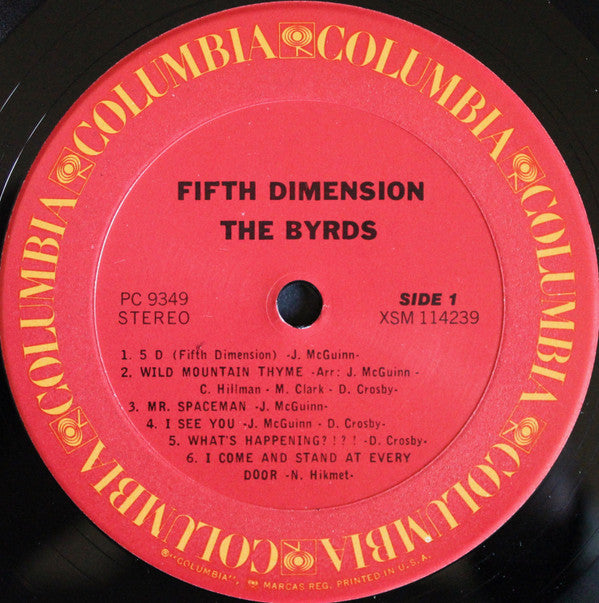 COLUMBIA COLUMBIA COLUMBIA COLUMBIA COLUMBIA COLUMBIA
FIFTH DIMENSION
THE BYRDS
PC 9349
STEREO
SIDE 1
XSM 114239
1. 5 D (Fifth Dimension) -J. McGuinn-
2. WILD MOUNTAIN THYME -Arr: J. McGuinn -
C. Hillman - M. Clark - D. Crosby-
3. MR. SPACEMAN -J. McGuinn-
4. I SEE YOU -J. McGuinn - D. Crosby-
5. WHAT'S HAPPENING?!?! -D. Crosby-
6. I COME AND STAND AT EVERY
DOOR -N. Hikmet-
®"COLUMBIA", MARCAS REG. PRINTED IN U.S.A.